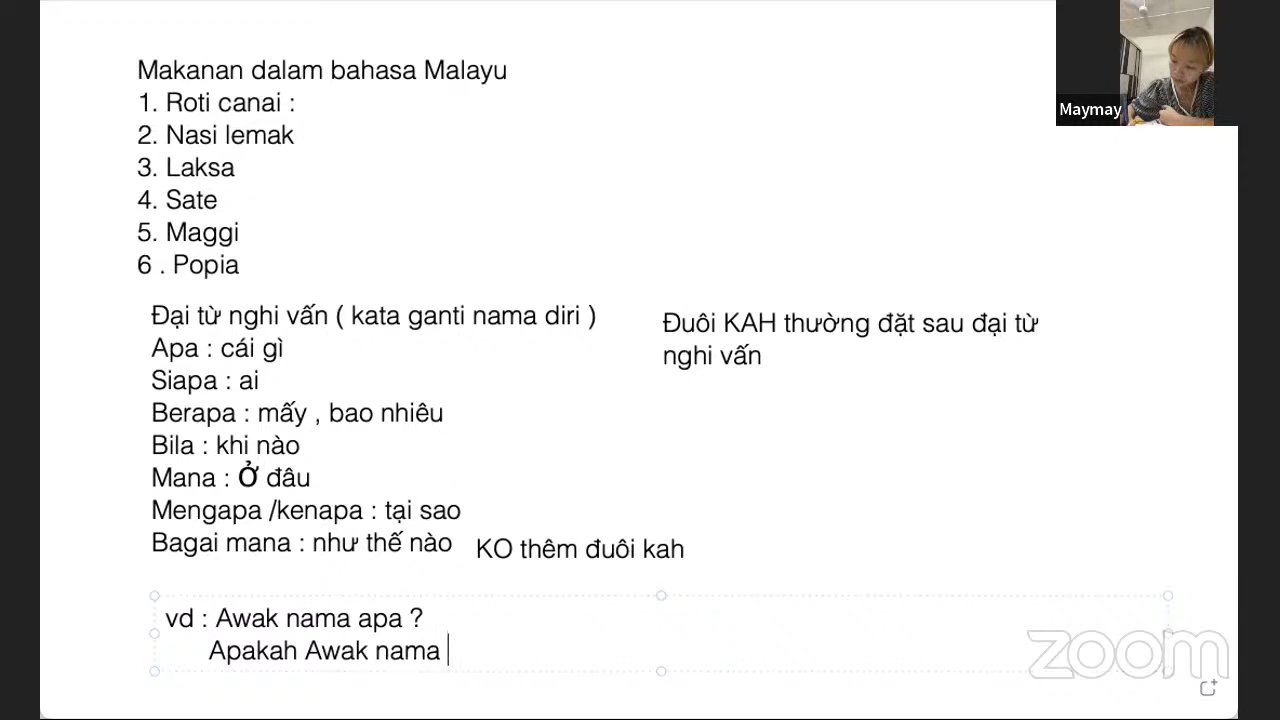 Makanan dalam bahasa Malayu
1. Roti canai :
2. Nasi lemak
3. Laksa
4. Sate
5. Maggi
6 . Popia
Đại từ nghi vấn ( kata ganti nama diri )
Apa : cái gì
Siapa : ai
Berapa : mấy , bao nhiêu
Bila : khi nào
Mana : Ở đâu
Mengapa /kenapa : tại sao
Bagai mana : như thế nào
KO thêm đuôi kah
Đuôi KAH thường đặt sau đại từ
nghi vấn
vd : Awak nama apa ?
Apakah Awak nama
Maymay
zoom